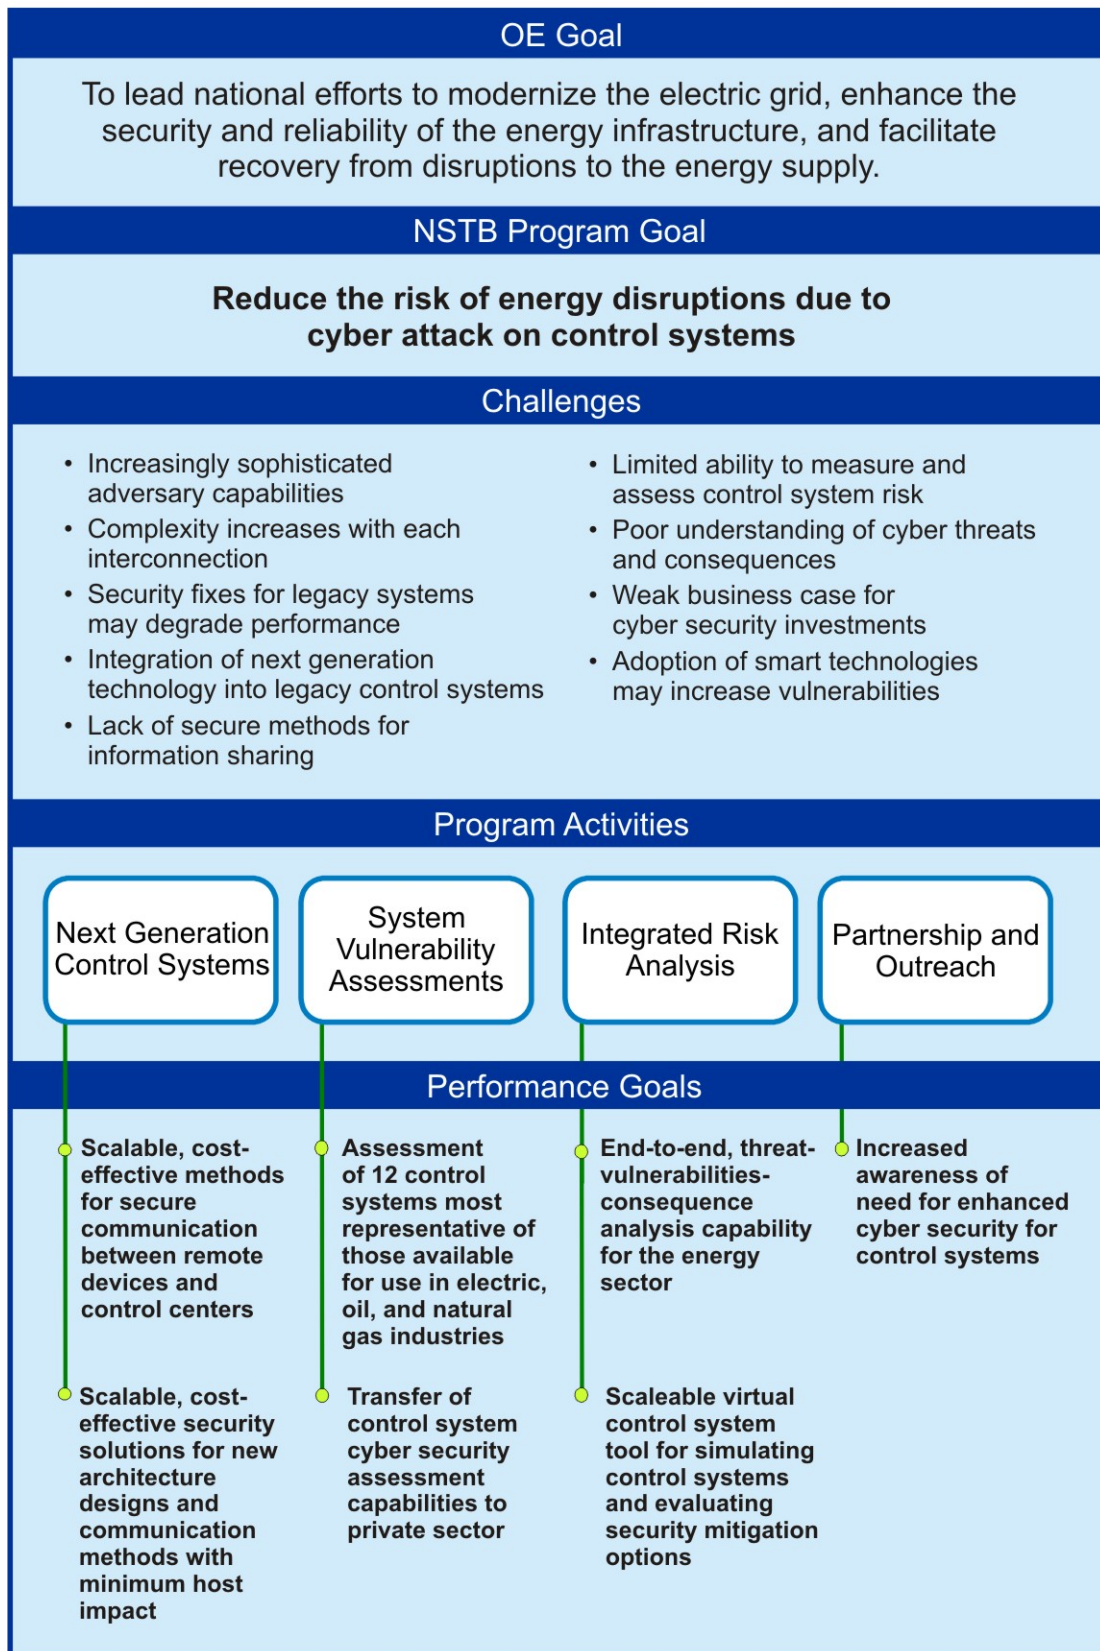 OE Goal
To lead national efforts to modernize the electric grid, enhance the
security and reliability of the energy infrastructure, and facilitate
recovery from disruptions to the energy supply.
NSTB Program Goal
Reduce the risk of energy disruptions due to
cyber attack on control systems
Challenges
• Increasingly sophisticated
adversary capabilities
• Complexity increases with each
interconnection
• Security fixes for legacy systems
may degrade performance
• Integration of next generation
technology into legacy control systems
• Lack of secure methods for
information sharing
• Limited ability to measure and
assess control system risk
• Poor understanding of cyber threats
and consequences
• Weak business case for
cyber security investments
• Adoption of smart technologies
may increase vulnerabilities
Program Activities
Next Generation
Control Systems
System
Vulnerability
Assessments
Integrated Risk
Analysis
Partnership and
Outreach
Performance Goals
Scalable, cost-
effective methods
for secure
communication
between remote
devices and
control centers
Scalable, cost-
effective security
solutions for new
architecture
designs and
communication
methods with
minimum host
impact
Assessment
of 12 control
systems most
representative of
those available
for use in electric,
oil, and natural
gas industries
Transfer of
control system
cyber security
assessment
capabilities to
private sector
End-to-end, threat-
vulnerabilities-
consequence
analysis capability
for the energy
sector
Scaleable virtual
control system
tool for simulating
control systems
and evaluating
security mitigation
options
Increased
awareness of
need for enhanced
cyber security for
control systems